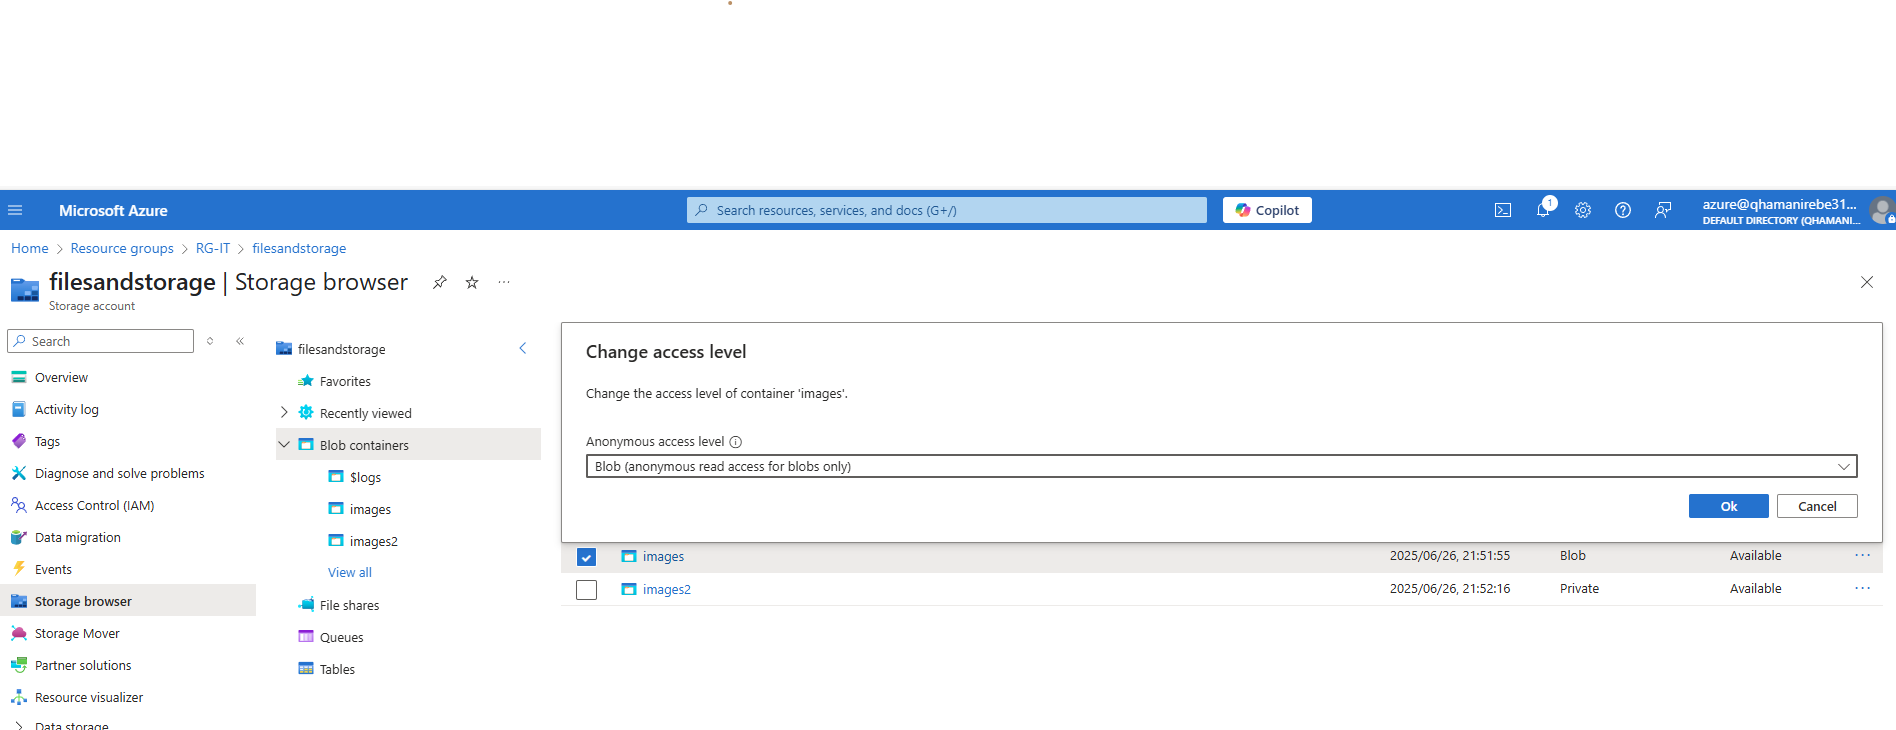 Microsoft Azure
Search resources, services, and docs (G+/)
Copilot
1
azure@qhamanirebe31...
DEFAULT DIRECTORY (QHAMANI...
Home > Resource groups > RG-IT > filesandstorage
filesandstorage | Storage browser
Storage account
Search
Overview
Activity log
Tags
Diagnose and solve problems
Access Control (IAM)
Data migration
Events
Storage browser
Storage Mover
Partner solutions
Resource visualizer
Data storage
filesandstorage
Favorites
Recently viewed
Blob containers
$logs
images
images2
View all
File shares
Queues
Tables
Change access level
Change the access level of container 'images'.
Anonymous access level
Blob (anonymous read access for blobs only)
Ok
Cancel
images 2025/06/26, 21:51:55 Blob Available
images2 2025/06/26, 21:52:16 Private Available